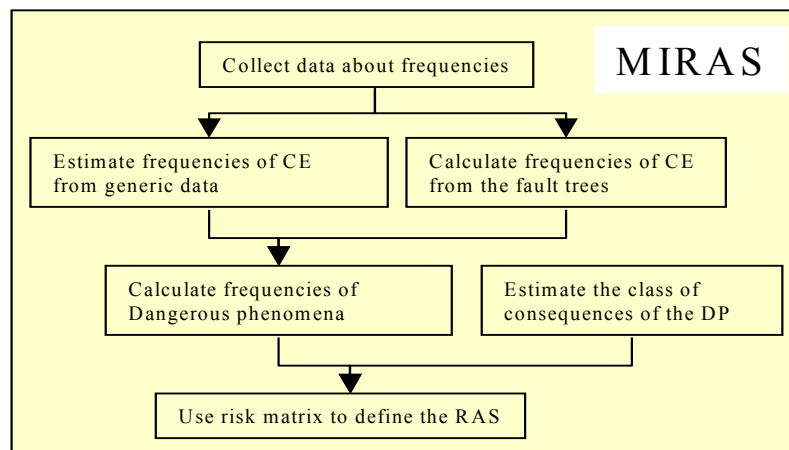 Collect data about frequencies
MIRAS
Estimate frequencies of CE
from generic data
Calculate frequencies of CE
from the fault trees
Calculate frequencies of
Dangerous phenomena
Estimate the class of
consequences of the DP
Use risk matrix to define the RAS